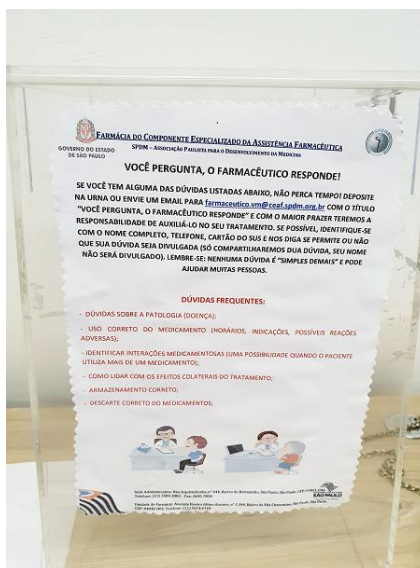 FARMÁCIA DO COMPONENTE ESPECIALIZADO DA ASSISTÊNCIA FARMACÊUTICA
SPDM – ASSOCIAÇÃO PAULISTA PARA O DESENVOLVIMENTO DA MEDICINA
GOVERNO DO ESTADO
DE SÃO PAULO
VOCÊ PERGUNTA, O FARMACÊUTICO RESPONDE!
SE VOCÊ TEM ALGUMA DAS DÚVIDAS LISTADAS ABAIXO, NÃO PERCA TEMPO! DEPOSITE
NA URNA OU ENVIE UM EMAIL PARA farmaceutico.vm@ceaf.spdm.org.br COM O TÍTULO
"VOCÊ PERGUNTA, O FARMACÊUTICO RESPONDE" E COM O MAIOR PRAZER TEREMOS A
RESPONSABILIDADE DE AUXILIÁ-LO NO SEU TRATAMENTO. SE POSSÍVEL, IDENTIFIQUE-SE
COM O NOME COMPLETO, TELEFONE, CARTÃO DO SUS E NOS DIGA SE PERMITE OU NÃO
QUE SUA DÚVIDA SEJA DIVULGADA (SÓ COMPARTILHAREMOS DUA DÚVIDA, SEU NOME
NÃO SERÁ DIVULGADO). LEMBRE-SE: NENHUMA DÚVIDA É "SIMPLES DEMAIS" E PODE
AJUDAR MUITAS PESSOAS.
DÚVIDAS FREQUENTES:
- DÚVIDAS SOBRE A PATOLOGIA (DOENÇA);
- USO CORRETO DO MEDICAMENTO (HORÁRIOS, INDICAÇÕES, POSSÍVEIS REAÇÕES
ADVERSAS);
- IDENTIFICAR INTERAÇÕES MEDICAMENTOSAS (UMA POSSIBILIDADE QUANDO O PACIENTE
UTILIZA MAIS DE UM MEDICAMENTO);
- COMO LIDAR COM OS EFEITOS COLATERAIS DO TRATAMENTO;
- ARMAZENAMENTO CORRETO;
- DESCARTE CORRETO DO MEDICAMENTOS;
SÃO PAULO